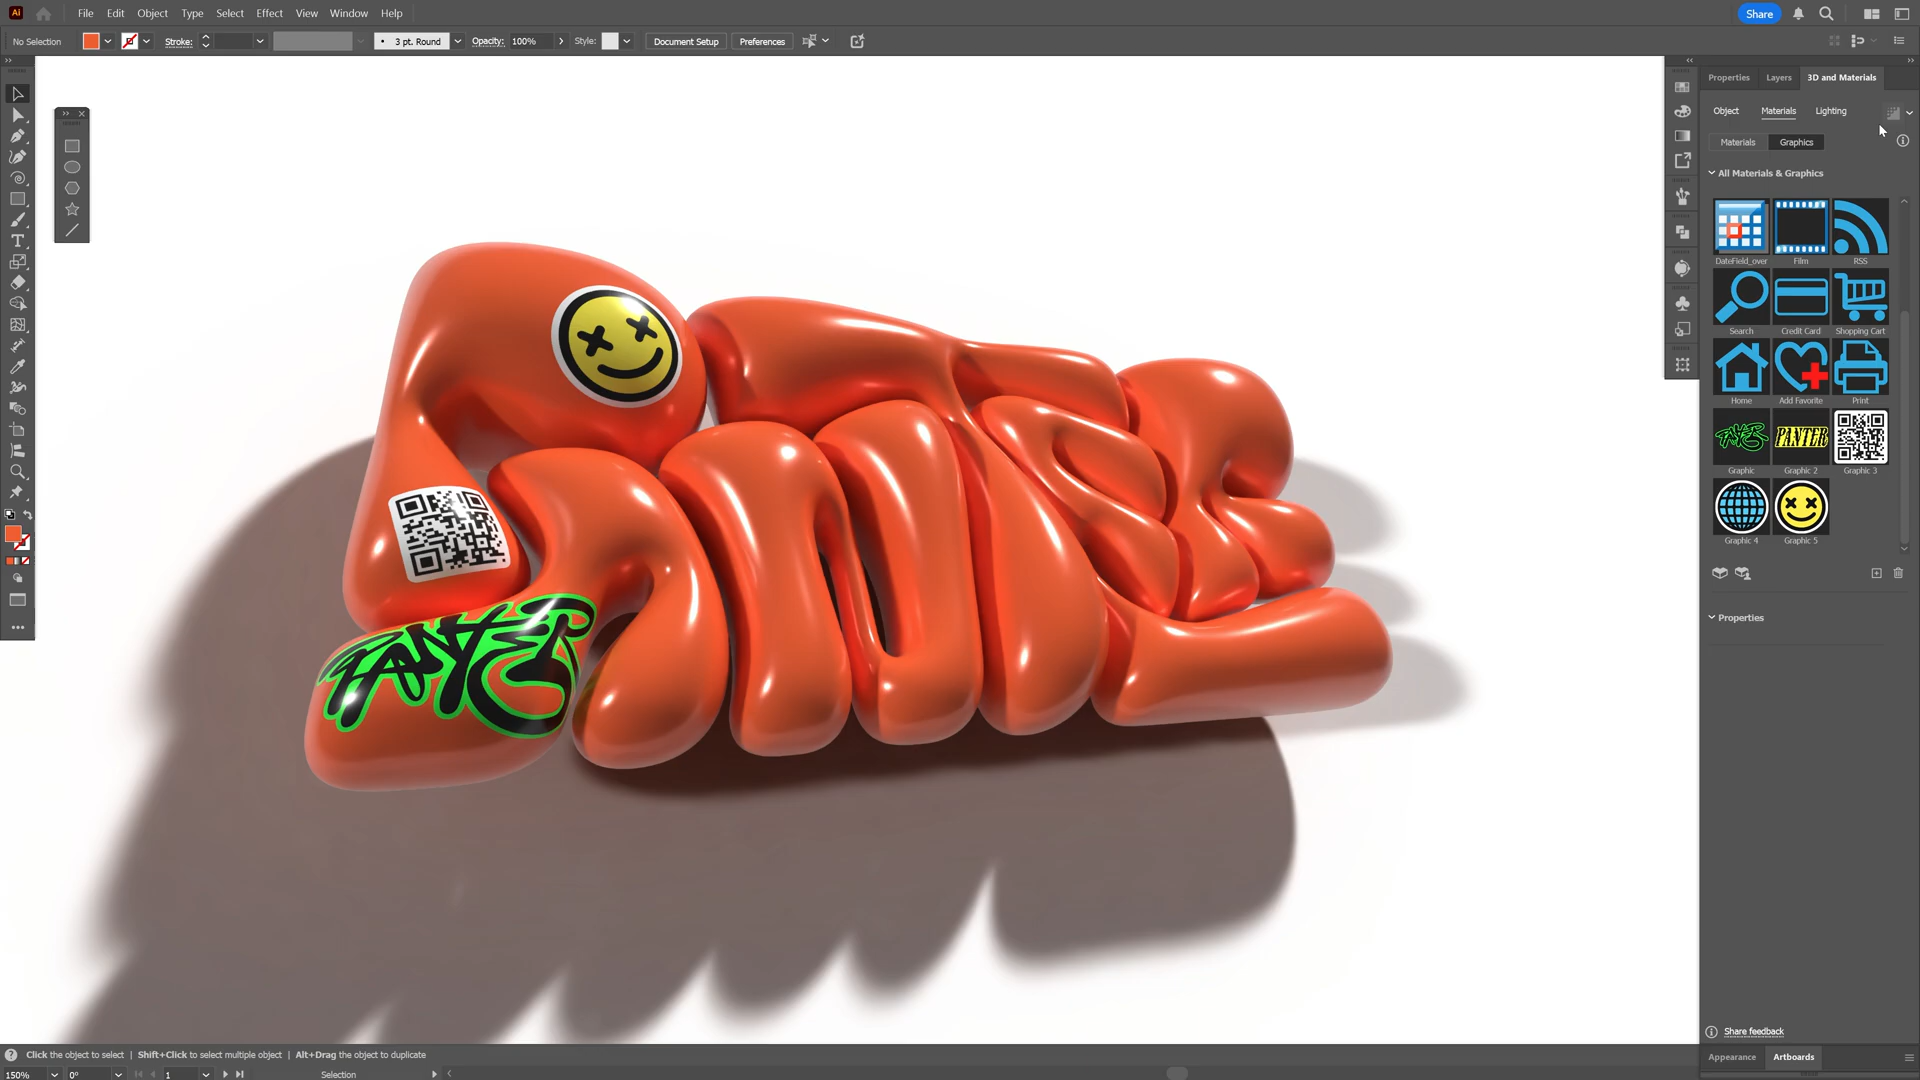 Ai File Edit Object Type Select Effect View Window Help Share
No Selection Stroke: 3 pt. Round Opacity: 100% Style: Document Setup Preferences
Properties Layers 3D and Materials
Object Materials Lighting
Materials Graphics
All Materials & Graphics
DateField_over Film RSS
Search Credit Card Shopping Cart
Home Add Favorite Print
PANTER
Graphic Graphic 2 Graphic 3
Graphic 4 Graphic 5
Properties
PANTER
Share feedback
Click the object to select | Shift+Click to select multiple object | Alt+Drag the object to duplicate
Appearance Artboards
150% 0° 1 Selection